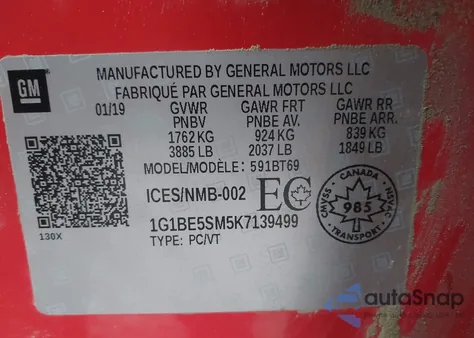 MANUFACTURED BY GENERAL MOTORS LLC
FABRIQUÉ PAR GENERAL MOTORS LLC
GM
01/19 GVWR GAWR FRT GAWR RR
PNBV PNBE AV. PNBE ARR.
1762 KG 924 KG 839 KG
3885 LB 2037 LB 1849 LB
MODEL/MODÈLE: 591BT69
ICES/NMB-002 EC
CANADA
CMVSS 985 NSVAC
TRANSPORT
130X
1G1BE5SM5K7139499
TYPE: PC/VT
autoSnap